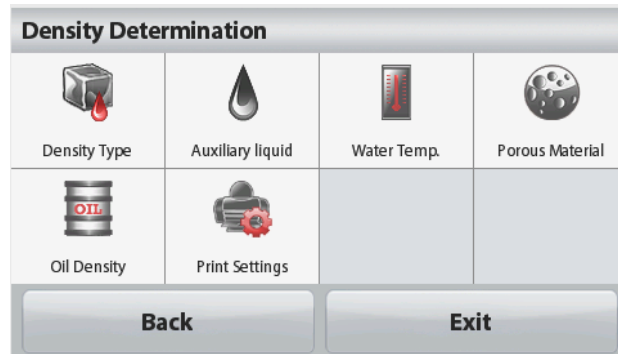 Density Determination
Density Type
Auxiliary liquid
Water Temp.
Porous Material
OIL
Oil Density
Print Settings
Back
Exit